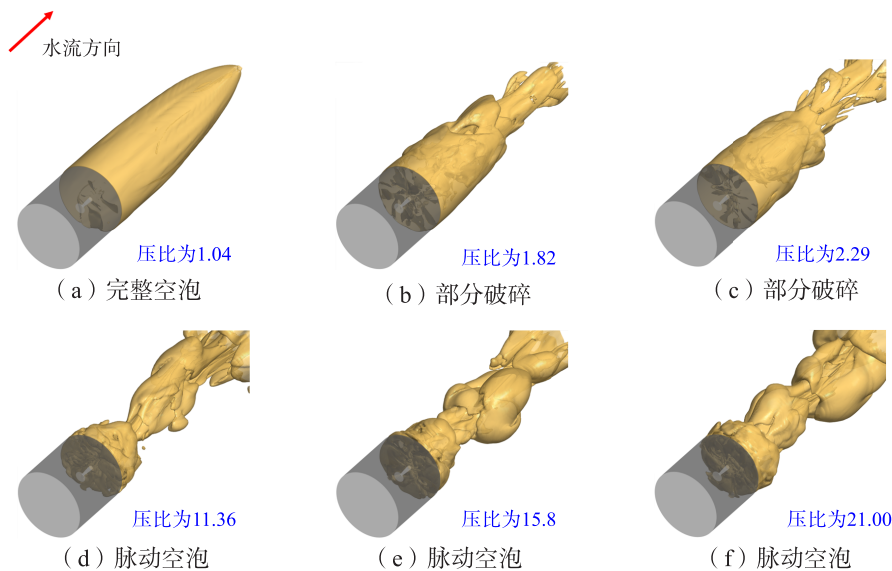 水流方向
压比为1.04
压比为1.82
压比为2.29
（a）完整空泡
（b）部分破碎
（c）部分破碎
压比为11.36
压比为15.8
压比为21.00
（d）脉动空泡
（e）脉动空泡
（f）脉动空泡